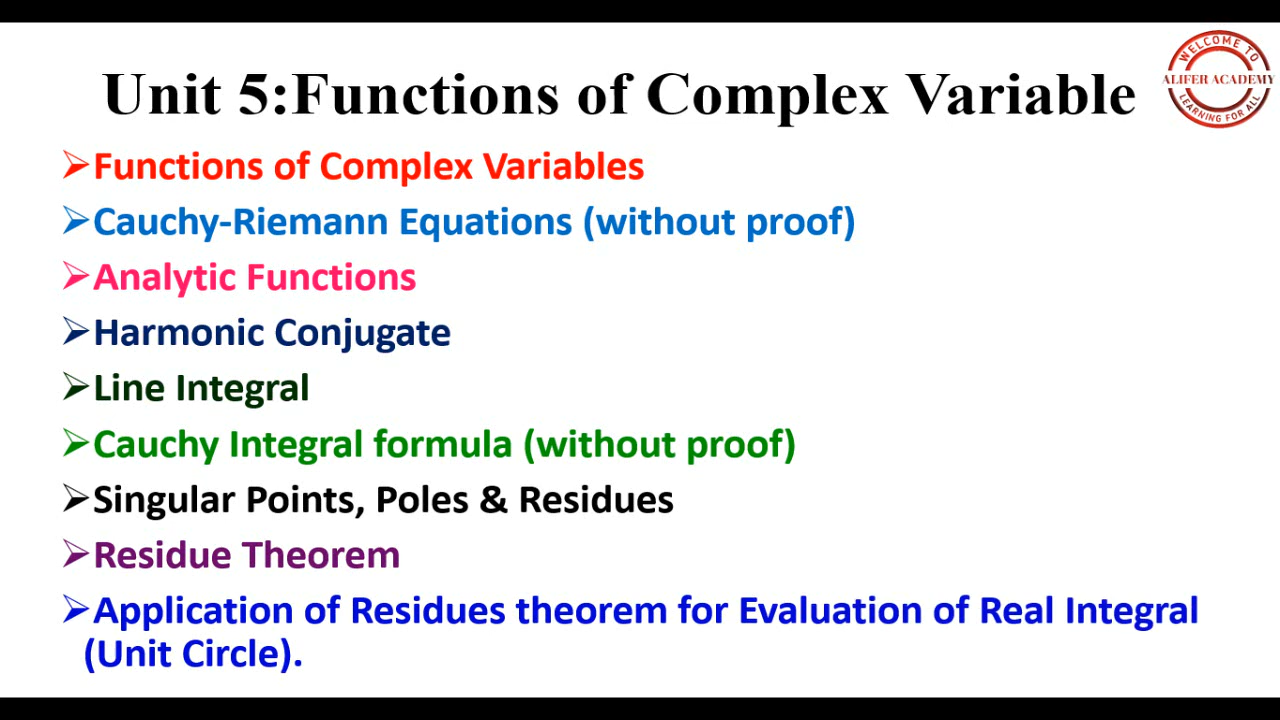 Unit 5:Functions of Complex Variable
WELCOME TO
ALIFER ACADEMY
LEARNING FOR ALL
➢Functions of Complex Variables
➢Cauchy-Riemann Equations (without proof)
➢Analytic Functions
➢Harmonic Conjugate
➢Line Integral
➢Cauchy Integral formula (without proof)
➢Singular Points, Poles & Residues
➢Residue Theorem
➢Application of Residues theorem for Evaluation of Real Integral
(Unit Circle).